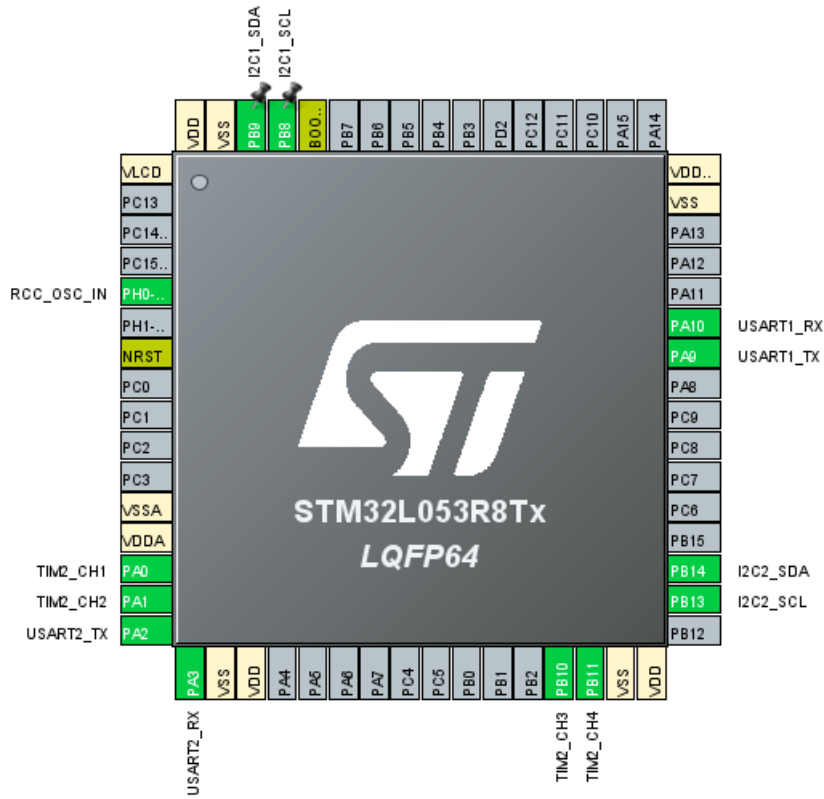 I2C1_SDA
I2C1_SCL
VDD
VSS
PB9
PB8
BOO..
PB7
PB6
PB5
PB4
PB3
PD2
PC12
PC11
PC10
PA15
PA14
VLCD
VDD..
PC13
VSS
PC14..
PA13
PC15..
PA12
RCC_OSC_IN
PH0-..
PA11
PH1-..
PA10
USART1_RX
NRST
PA9
USART1_TX
PC0
PA8
PC1
PC9
PC2
PC8
PC3
PC7
VSSA
PC6
STM32L053R8Tx
VDDA
PB15
LQFP64
TIM2_CH1
PA0
PB14
I2C2_SDA
TIM2_CH2
PA1
PB13
I2C2_SCL
USART2_TX
PA2
PB12
PA3
VSS
VDD
PA4
PA5
PA6
PA7
PC4
PC5
PB0
PB1
PB2
PB10
PB11
VSS
VDD
USART2_RX
TIM2_CH3
TIM2_CH4